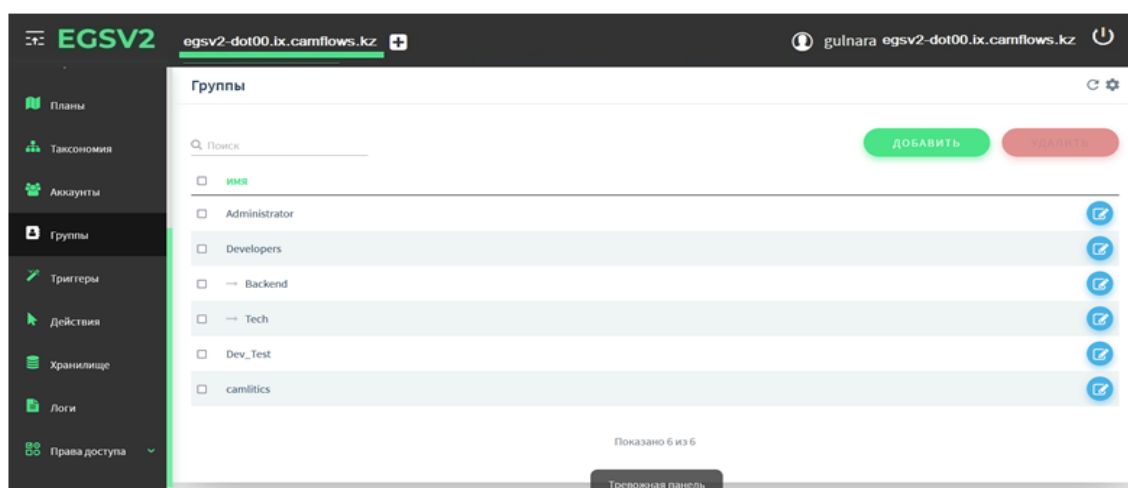 EGSV2
egsv2-dot00.ix.camflows.kz
gulnara egsv2-dot00.ix.camflows.kz
Планы
Таксономия
Аккаунты
Группы
Триггеры
Действия
Хранилище
Логи
Права доступа
Группы
Поиск
ДОБАВИТЬ
УДАЛИТЬ
ИМЯ
Administrator
Developers
→ Backend
→ Tech
Dev_Test
camlitics
Показано 6 из 6
Тревожная панель